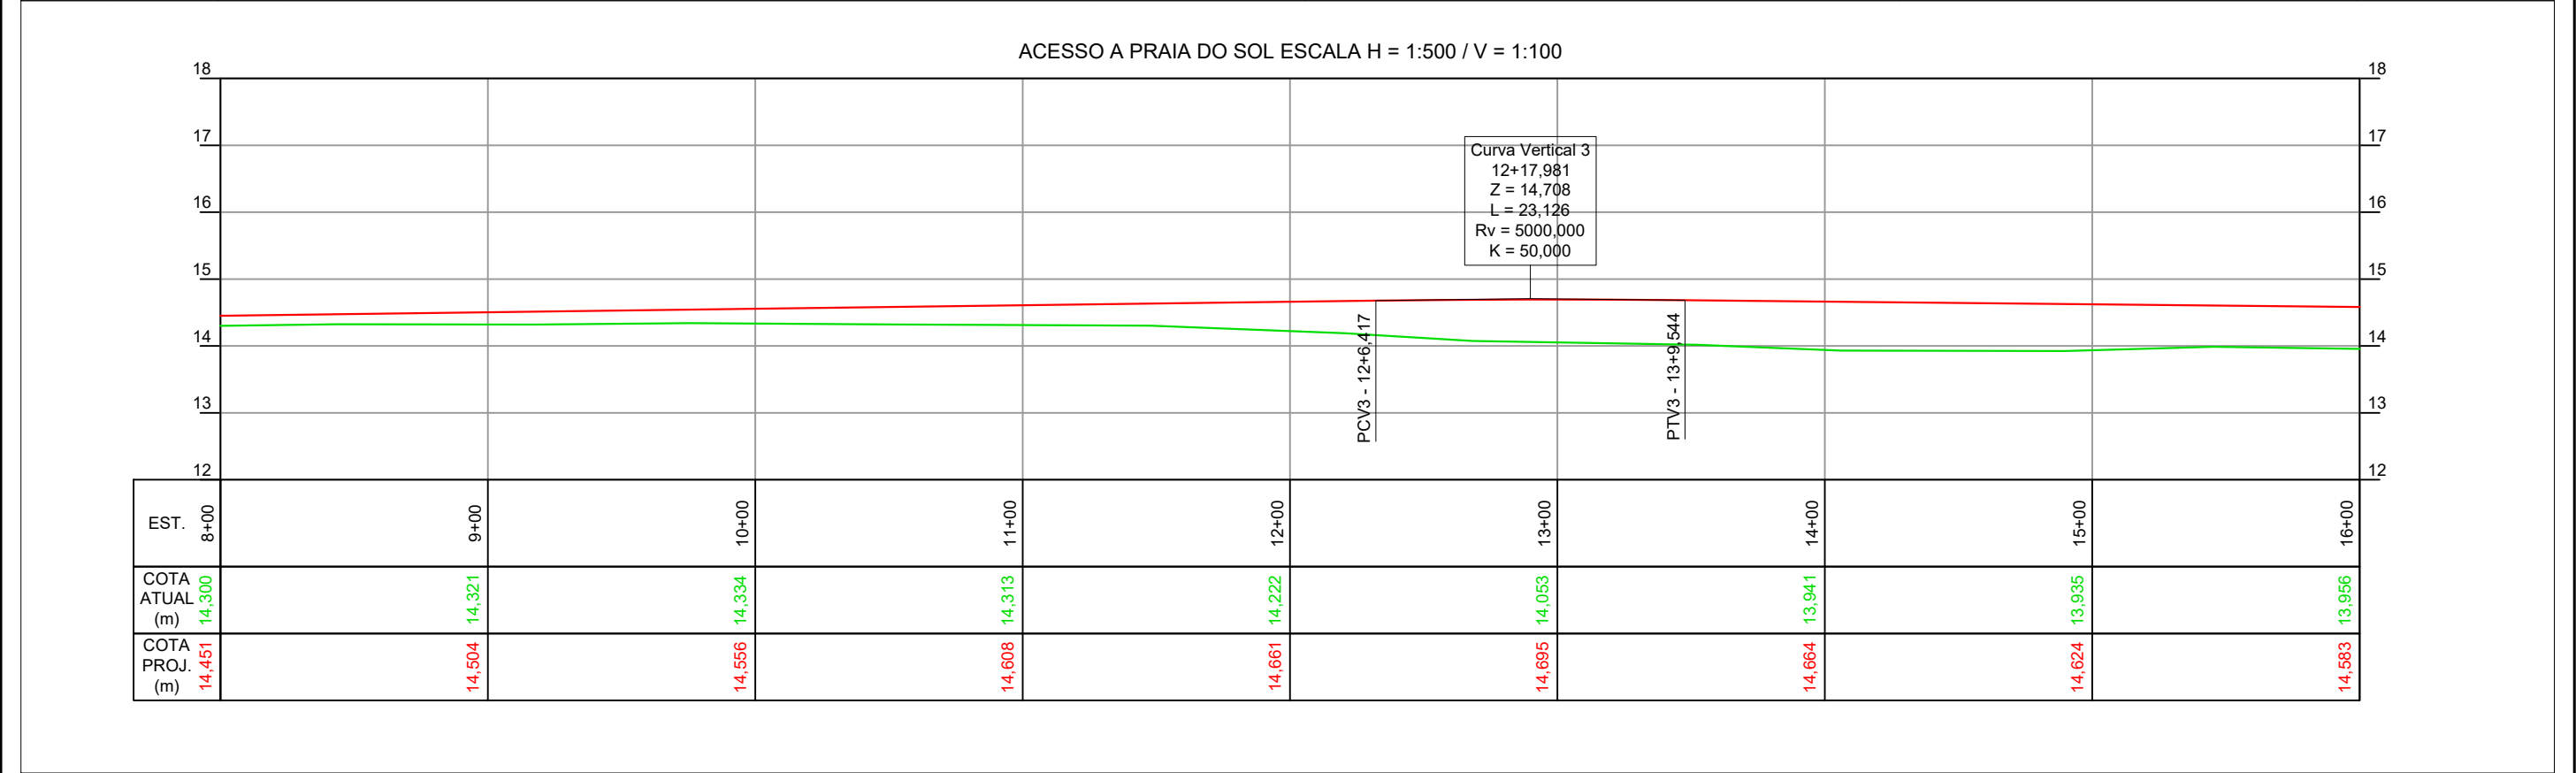 ACESSO A PRAIA DO SOL ESCALA H = 1:500 / V = 1:100
18 18
17 17
16 16
15 15
14 14
13 13
12 12
Curva Vertical 3
12+17,981
Z = 14,708
L = 23,126
Rv = 5000,000
K = 50,000
PCV3 - 12+6,417
PTV3 - 13+9,544
EST. 8+00 9+00 10+00 11+00 12+00 13+00 14+00 15+00 16+00
COTA
ATUAL
(m)
14,300 14,321 14,334 14,313 14,222 14,053 13,941 13,935 13,956
COTA
PROJ.
(m)
14,451 14,504 14,556 14,608 14,661 14,695 14,664 14,624 14,583